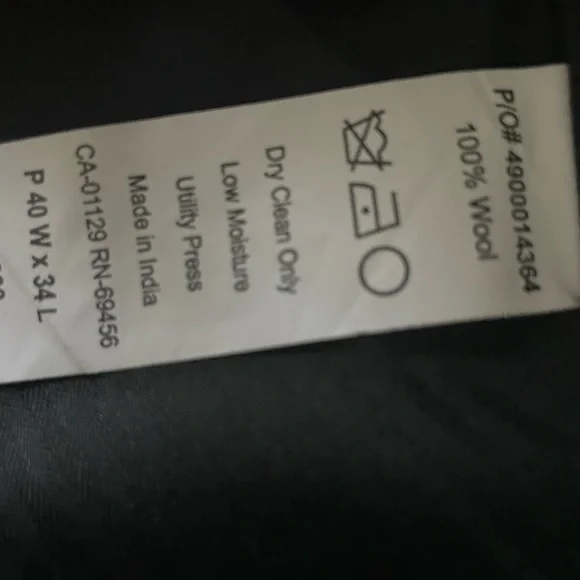 P/O# 4900014364
100% Wool
Dry Clean Only
Low Moisture
Utility Press
Made in India
CA-01129 RN-69456
P 40 W x 34 L